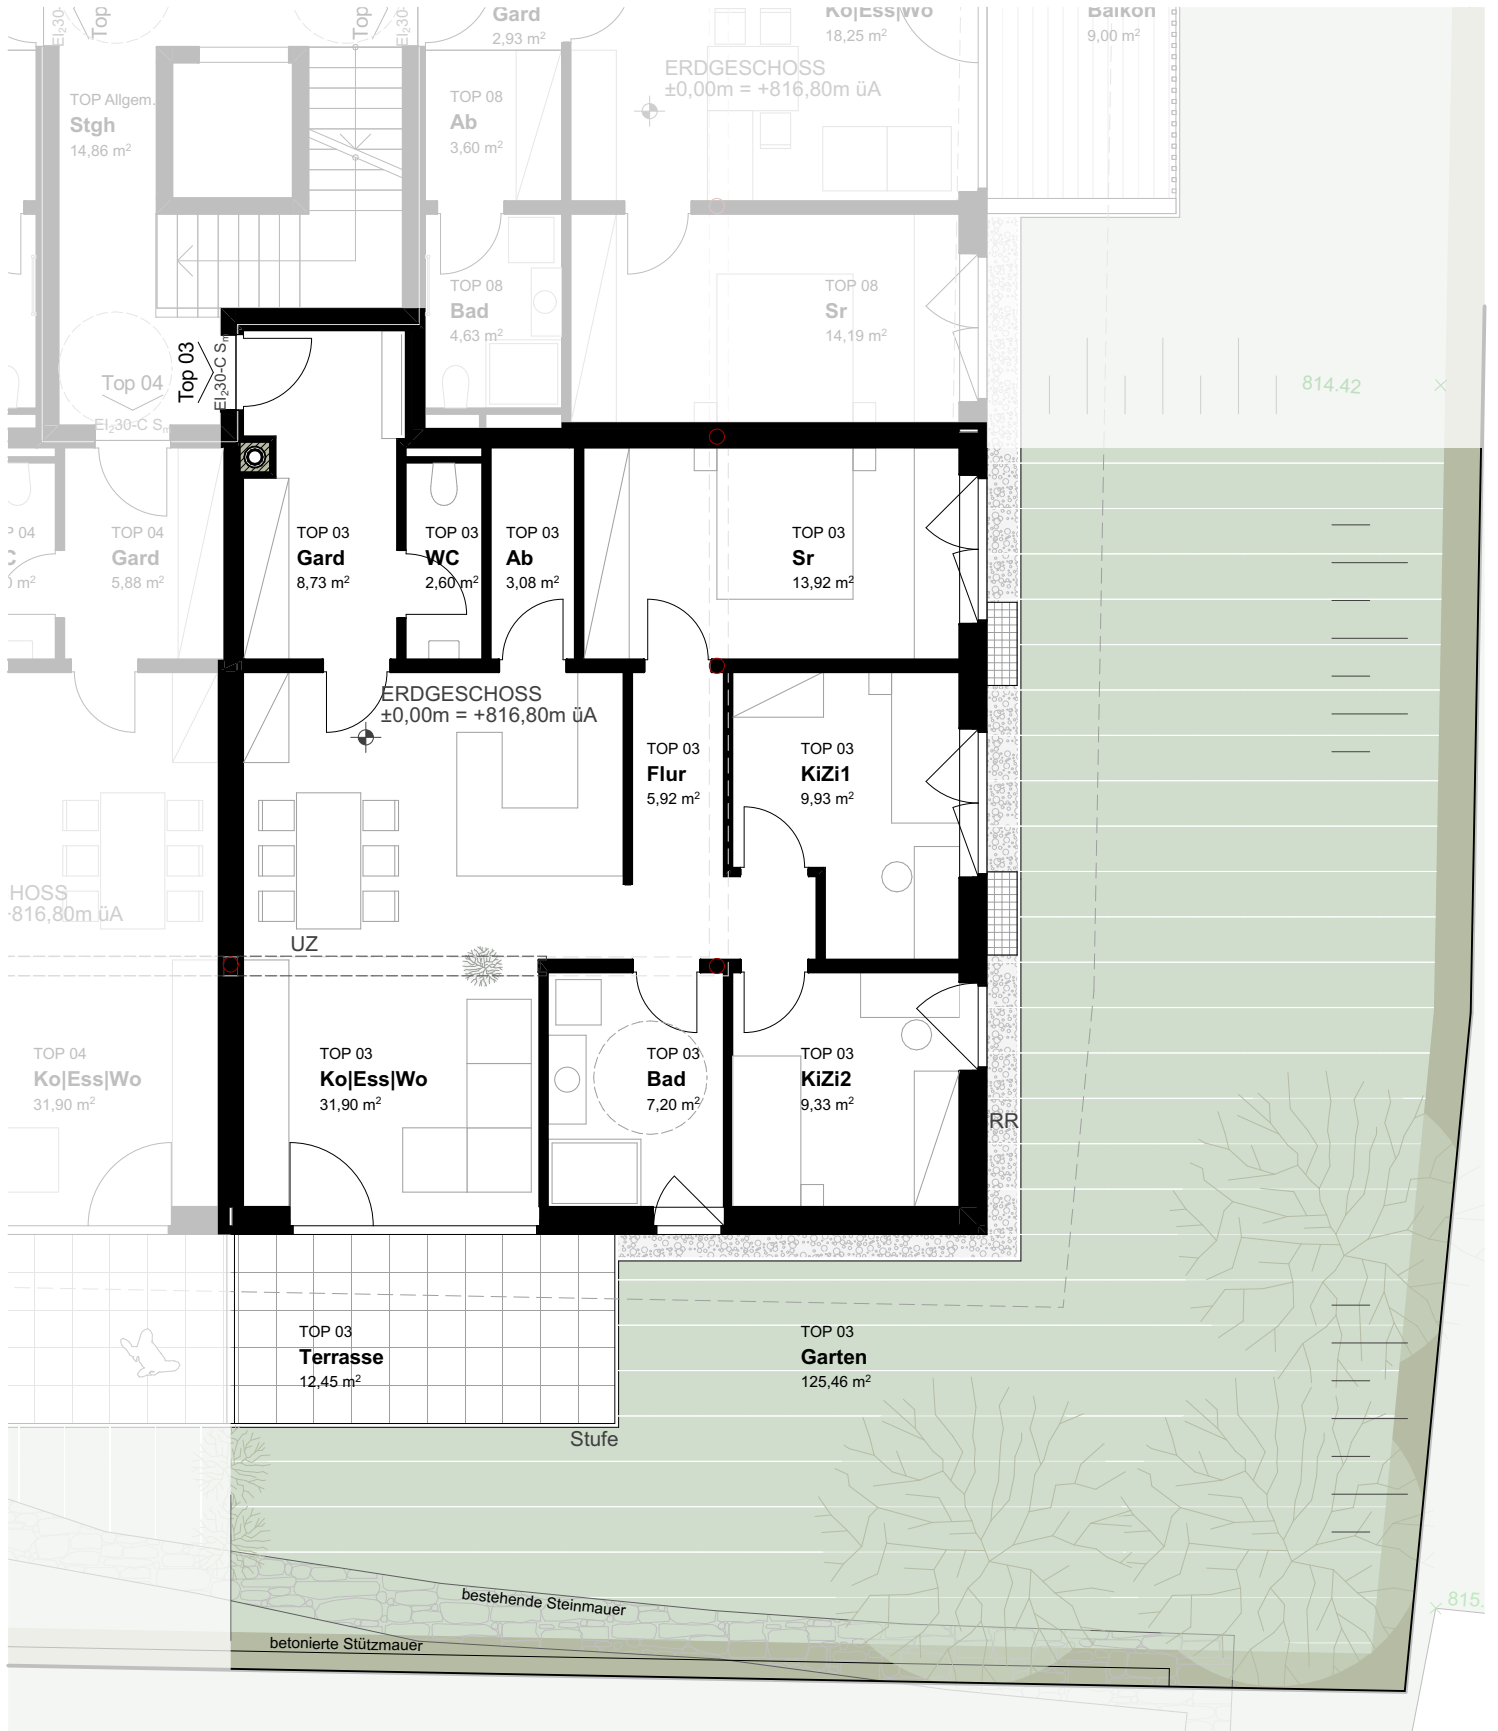 Gard
2,93 m²
Ko|Ess|Wo
18,25 m²
Balkon
9,00 m²
EI₂30-
Top
Top
EI₂30-
ERDGESCHOSS
±0,00m = +816,80m üA
TOP Allgem.
Stgh
14,86 m²
TOP 08
Ab
3,60 m²
TOP 08
Bad
4,63 m²
TOP 08
Sr
14,19 m²
Top 04
EI₂30-C Sₘ
Top 03
EI₂30-C Sₘ
814.42
TOP 04
TOP 04
Gard
5,88 m²
TOP 03
Gard
8,73 m²
TOP 03
WC
2,60 m²
TOP 03
Ab
3,08 m²
TOP 03
Sr
13,92 m²
ERDGESCHOSS
±0,00m = +816,80m üA
TOP 03
Flur
5,92 m²
TOP 03
KiZi1
9,93 m²
HOSS
+816,80m üA
UZ
TOP 04
Ko|Ess|Wo
31,90 m²
TOP 03
Ko|Ess|Wo
31,90 m²
TOP 03
Bad
7,20 m²
TOP 03
KiZi2
9,33 m²
RR
TOP 03
Terrasse
12,45 m²
TOP 03
Garten
125,46 m²
Stufe
bestehende Steinmauer
betonierte Stützmauer
815.